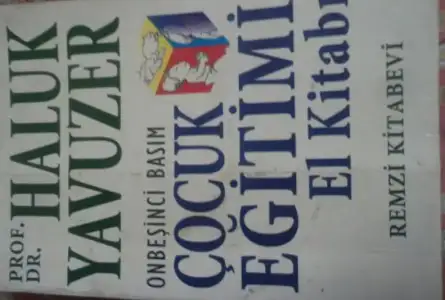 PROF.
DR.
HALUK
YAVUZER
ONBEŞİNCİ BASIM
ÇOCUK
EĞİTİMİ
El Kitabı
REMZİ KİTABEVİ